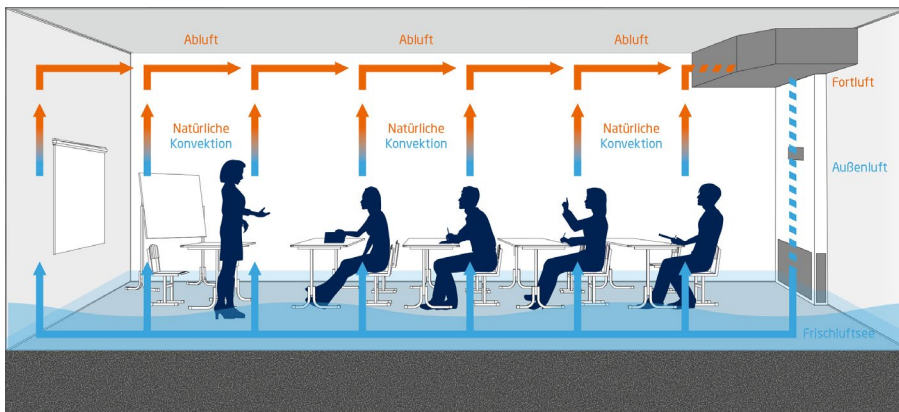 Abluft
Abluft
Abluft
Fortluft
Natürliche
Konvektion
Natürliche
Konvektion
Natürliche
Konvektion
Außenluft
Frischluftsee